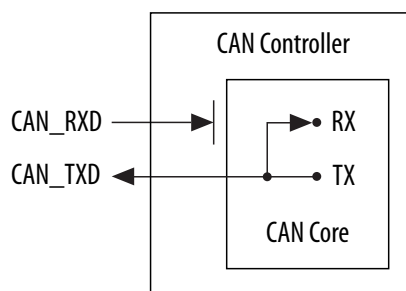 CAN Controller
CAN_RXD
RX
CAN_TXD
TX
CAN Core